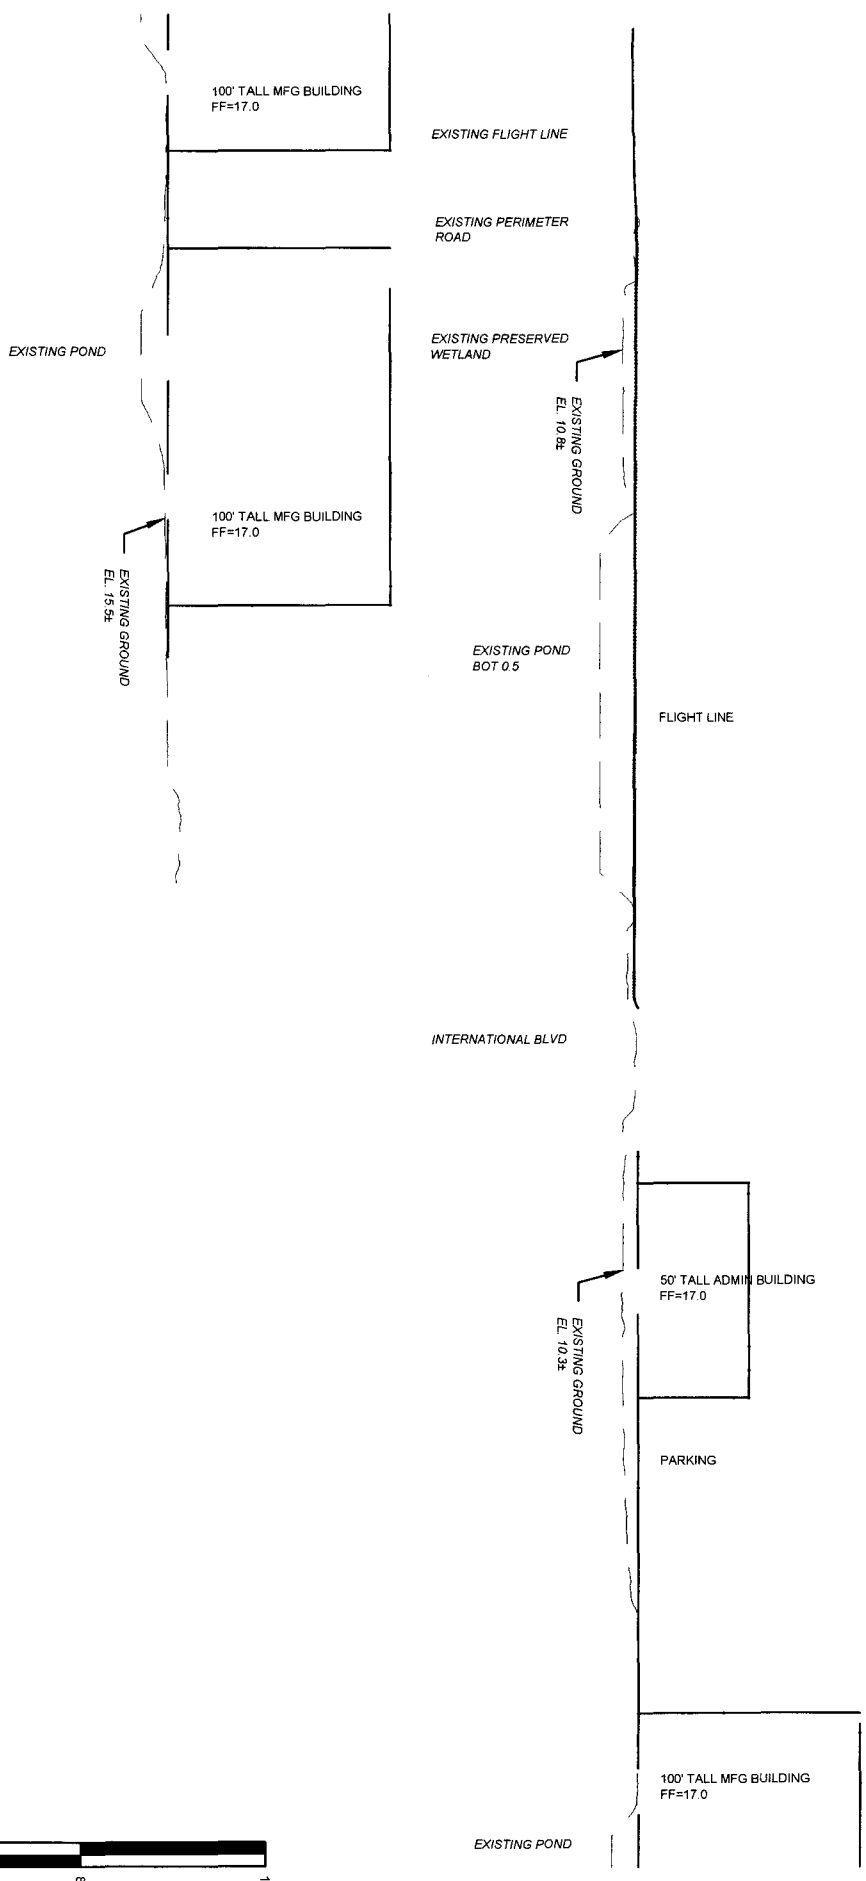 100' TALL MFG BUILDING
FF=17.0
EXISTING FLIGHT LINE
EXISTING PERIMETER
ROAD
EXISTING POND
EXISTING PRESERVED
WETLAND
EXISTING GROUND
EL. 10.8±
100' TALL MFG BUILDING
FF=17.0
EXISTING GROUND
EL. 15.5±
EXISTING POND
BOT 0.5
FLIGHT LINE
INTERNATIONAL BLVD
50' TALL ADMIN BUILDING
FF=17.0
EXISTING GROUND
EL. 10.3±
PARKING
100' TALL MFG BUILDING
FF=17.0
EXISTING POND